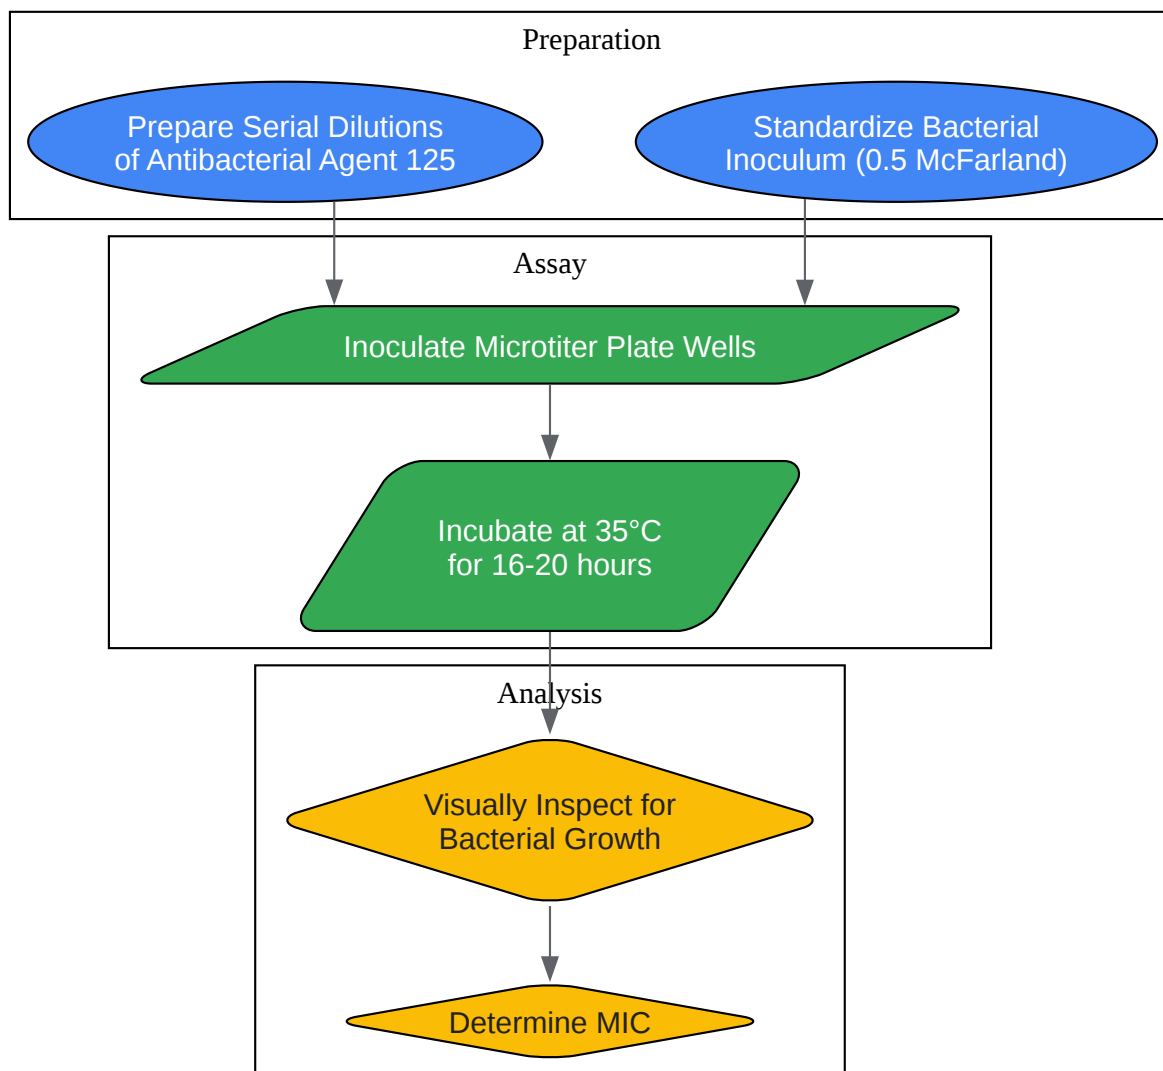 Preparation
Prepare Serial Dilutions
of Antibacterial Agent 125
Standardize Bacterial
Inoculum (0.5 McFarland)
Assay
Inoculate Microtiter Plate Wells
Incubate at 35°C
for 16-20 hours
Analysis
Visually Inspect for
Bacterial Growth
Determine MIC